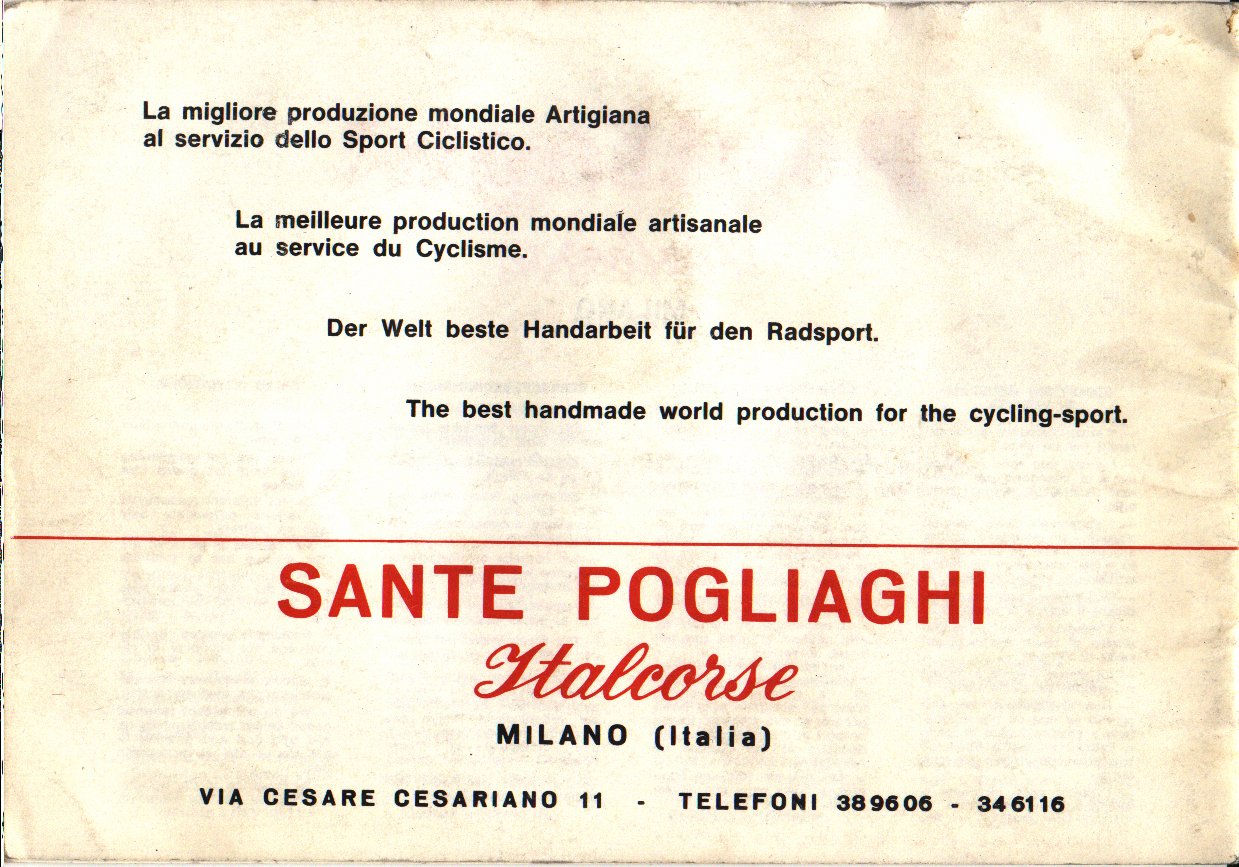 La migliore produzione mondiale Artigiana
al servizio dello Sport Ciclistico.
La meilleure production mondiale artisanale
au service du Cyclisme.
Der Welt beste Handarbeit für den Radsport.
The best handmade world production for the cycling-sport.
SANTE POGLIAGHI
Italcorse
MILANO (Italia)
VIA CESARE CESARIANO 11 - TELEFONI 389606 - 346116